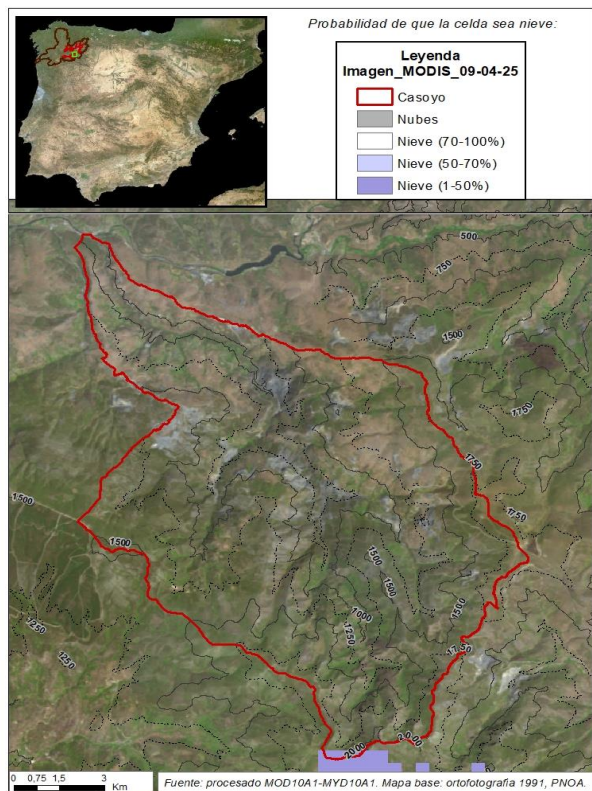 Probabilidad de que la celda sea nieve:
Leyenda
Imagen_MODIS_09-04-25
Casoyo
Nubes
Nieve (70-100%)
Nieve (50-70%)
Nieve (1-50%)
500
750
1500
1750
1750
1500
1750
1500
1500
1500
1000
1500
1250
1250
1250
1750
2000
2000
0 0,75 1,5 3
Km
Fuente: procesado MOD10A1-MYD10A1. Mapa base: ortofotografia 1991, PNOA.